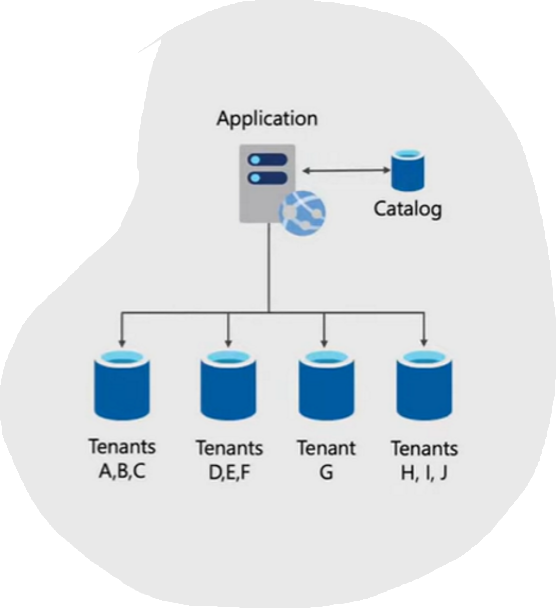 Application
Catalog
Tenants
A,B,C
Tenants
D,E,F
Tenant
G
Tenants
H, I, J